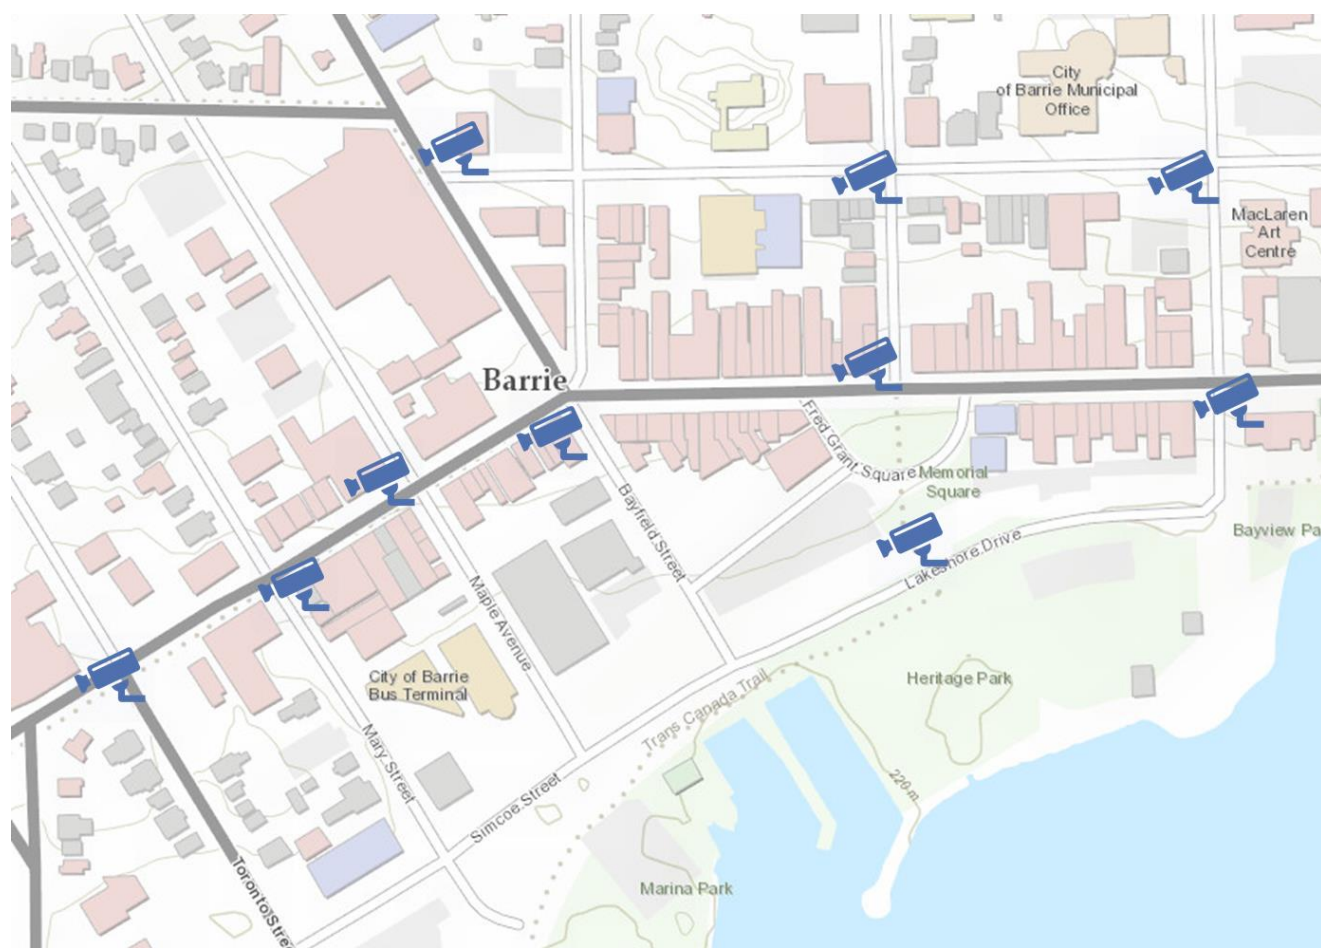 City
of Barrie Municipal
Office
MacLaren
Art
Centre
Barrie
Fred Grant Square
Memorial
Square
Bayfield Street
Bayview Pa
Lakeshore Drive
Maple Avenue
City of Barrie
Bus Terminal
Heritage Park
Trans Canada Trail
Mary Street
220 m
Simcoe Street
Toronto Stree
Marina Park